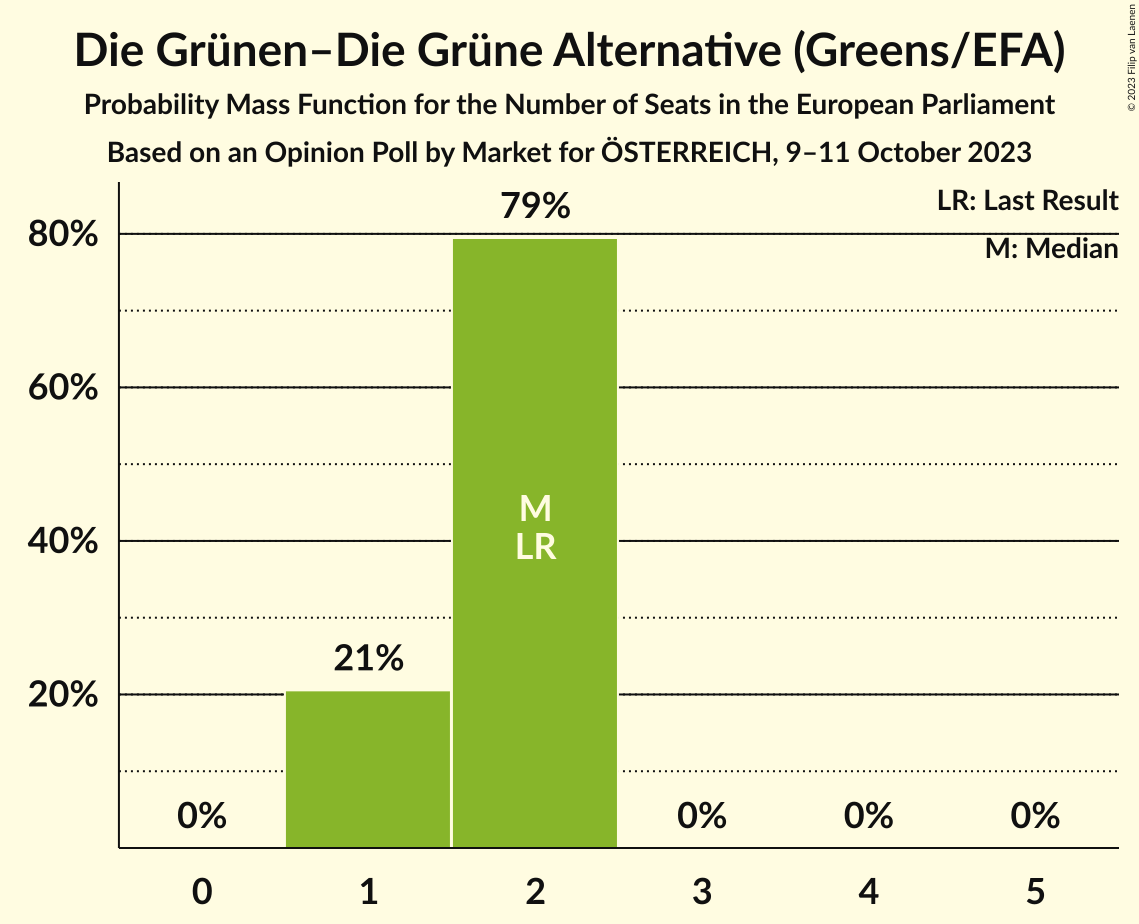 Die Grünen–Die Grüne Alternative (Greens/EFA)
Probability Mass Function for the Number of Seats in the European Parliament
Based on an Opinion Poll by Market for ÖSTERREICH, 9–11 October 2023
© 2023 Filip van Laenen
LR: Last Result
M: Median
80%
60%
40%
20%
0%
21%
79%
M
LR
0%
0%
0%
0
1
2
3
4
5